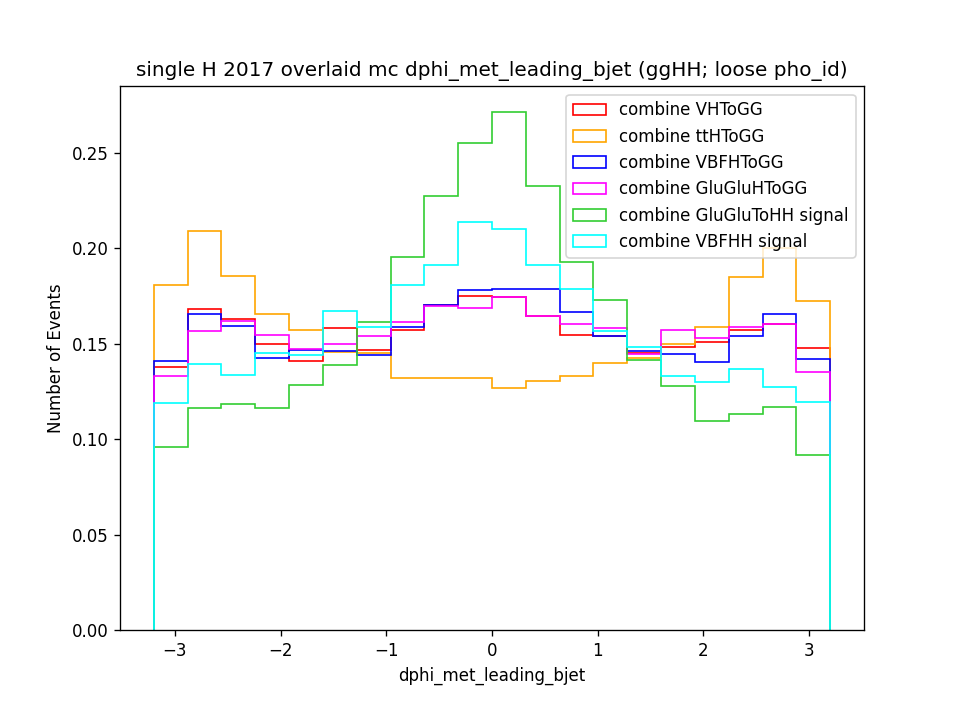 single H 2017 overlaid mc dphi_met_leading_bjet (ggHH; loose pho_id)
combine VHToGG
combine ttHToGG
combine VBFHToGG
combine GluGluHToGG
combine GluGluToHH signal
combine VBFHH signal
Number of Events
0.25
0.20
0.15
0.10
0.05
0.00
−3 −2 −1 0 1 2 3
dphi_met_leading_bjet